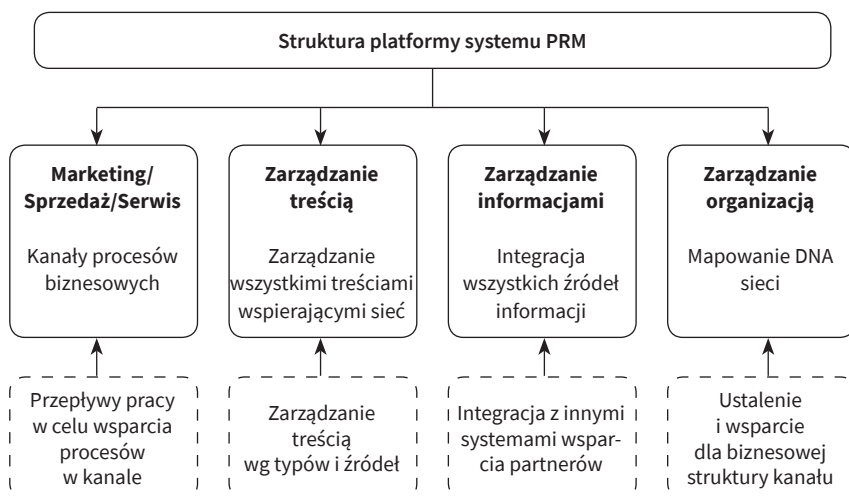 Struktura platformy systemu PRM
Marketing/
Sprzedaż/Serwis
Kanały procesów
biznesowych
Zarządzanie
treścią
Zarządzanie
wszystkimi treściami
wspierającymi sieć
Zarządzanie
informacjami
Integracja
wszystkich źródeł
informacji
Zarządzanie
organizacją
Mapowanie DNA
sieci
Przepływy pracy
w celu wsparcia
procesów
w kanale
Zarządzanie
treścią
wg typów i źródeł
Integracja z innymi
systemami wspar-
cia partnerów
Ustalenie
i wsparcie
dla biznesowej
struktury kanału